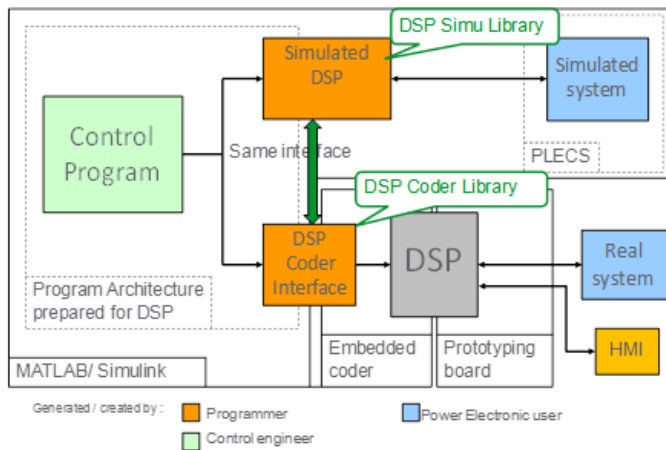 DSP Simu Library
Simulated
DSP
Simulated
system
Control
Program
Same interface
PLECS
DSP Coder Library
DSP
Coder
Interface
DSP
Real
system
Program Architecture
prepared for DSP
HMI
MATLAB/ Simulink
Embedded
coder
Prototyping
board
Generated / created by :
Programmer
Power Electronic user
Control engineer